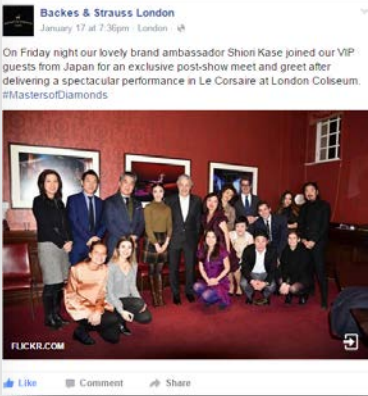 Backes & Strauss London
January 17 at 7:36pm · London ·
On Friday night our lovely brand ambassador Shiori Kase joined our VIP
guests from Japan for an exclusive post-show meet and greet after
delivering a spectacular performance in Le Corsaire at London Coliseum.
#MastersofDiamonds
FLICKR.COM
Like Comment Share